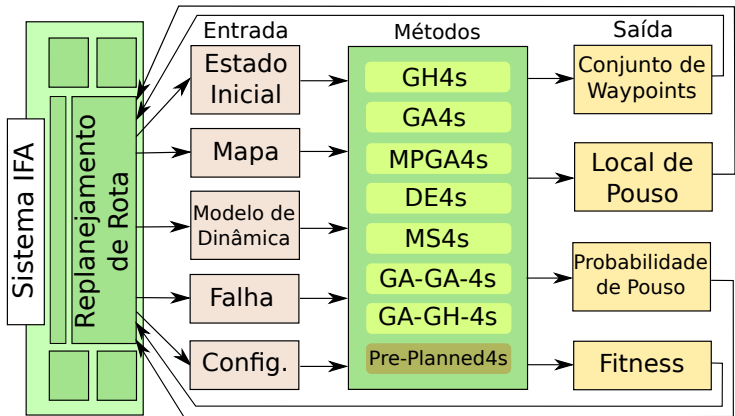 Sistema IFA
Replanejamento
de Rota
Entrada
Estado
Inicial
Mapa
Modelo de
Dinâmica
Falha
Config.
Métodos
GH4s
GA4s
MPGA4s
DE4s
MS4s
GA-GA-4s
GA-GH-4s
Pre-Planned4s
Saída
Conjunto de
Waypoints
Local de
Pouso
Probabilidade
de Pouso
Fitness